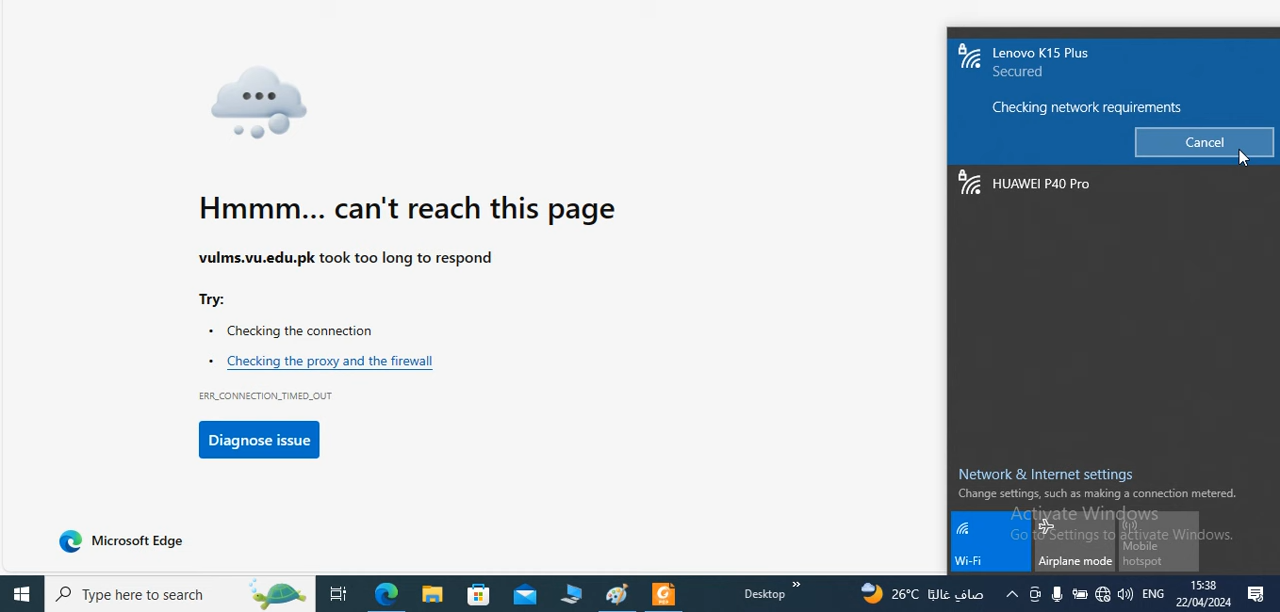 Hmmm... can't reach this page
vulms.vu.edu.pk took too long to respond
Try:
• Checking the connection
• Checking the proxy and the firewall
ERR_CONNECTION_TIMED_OUT
Diagnose issue
Microsoft Edge
Lenovo K15 Plus
Secured
Checking network requirements
Cancel
HUAWEI P40 Pro
Network & Internet settings
Change settings, such as making a connection metered.
Activate Windows
Go to Settings to activate Windows.
Wi-Fi
Airplane mode
Mobile
hotspot
Type here to search
Desktop
26°C صافٍ غالبًا
ENG
15:38
22/04/2024